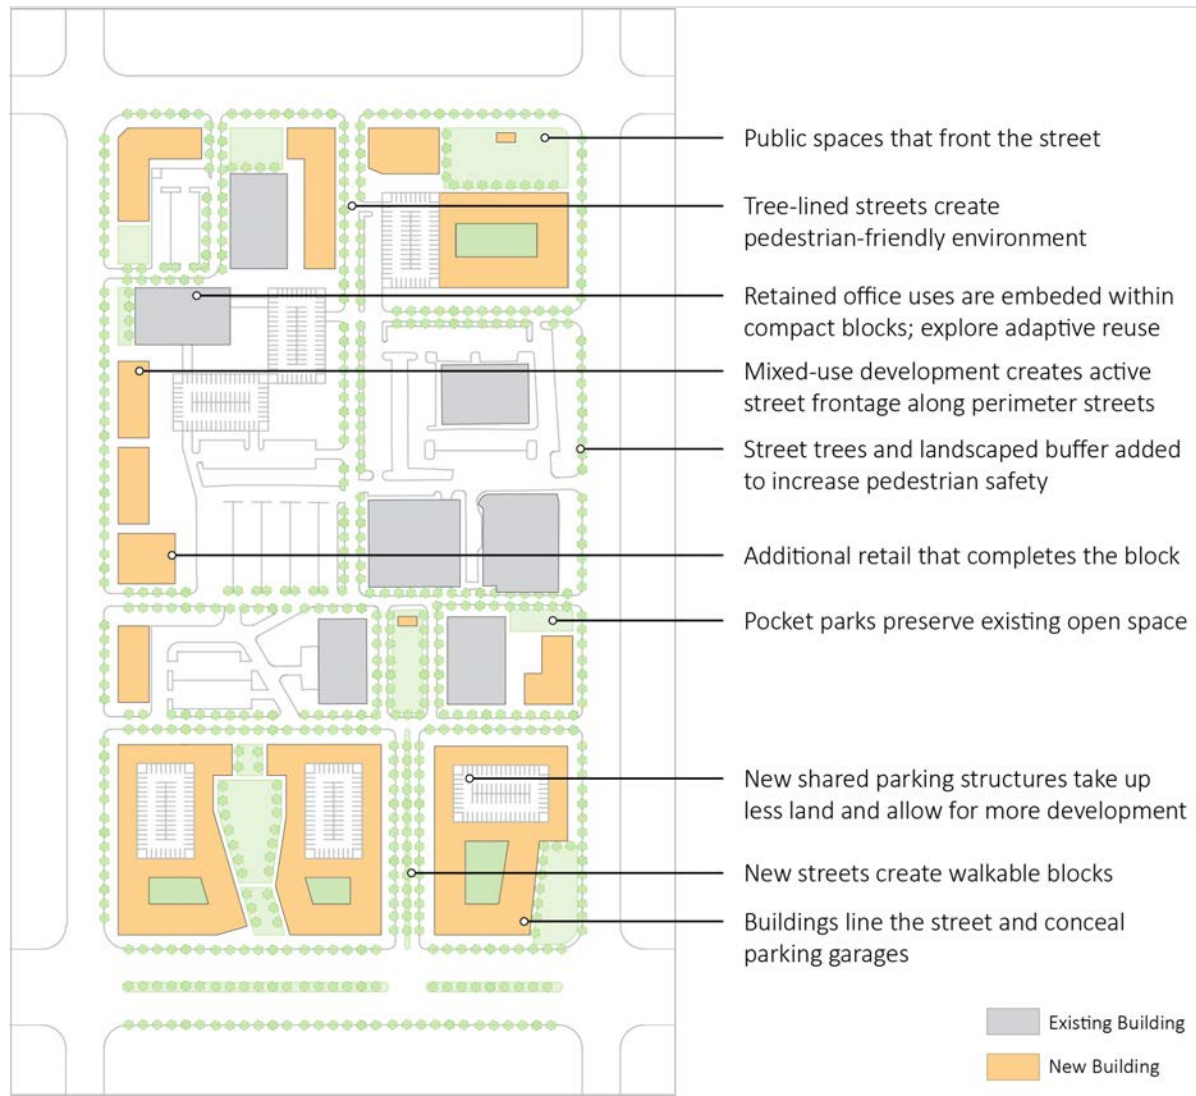 Public spaces that front the street
Tree-lined streets create
pedestrian-friendly environment
Retained office uses are embeded within
compact blocks; explore adaptive reuse
Mixed-use development creates active
street frontage along perimeter streets
Street trees and landscaped buffer added
to increase pedestrian safety
Additional retail that completes the block
Pocket parks preserve existing open space
New shared parking structures take up
less land and allow for more development
New streets create walkable blocks
Buildings line the street and conceal
parking garages
Existing Building
New Building